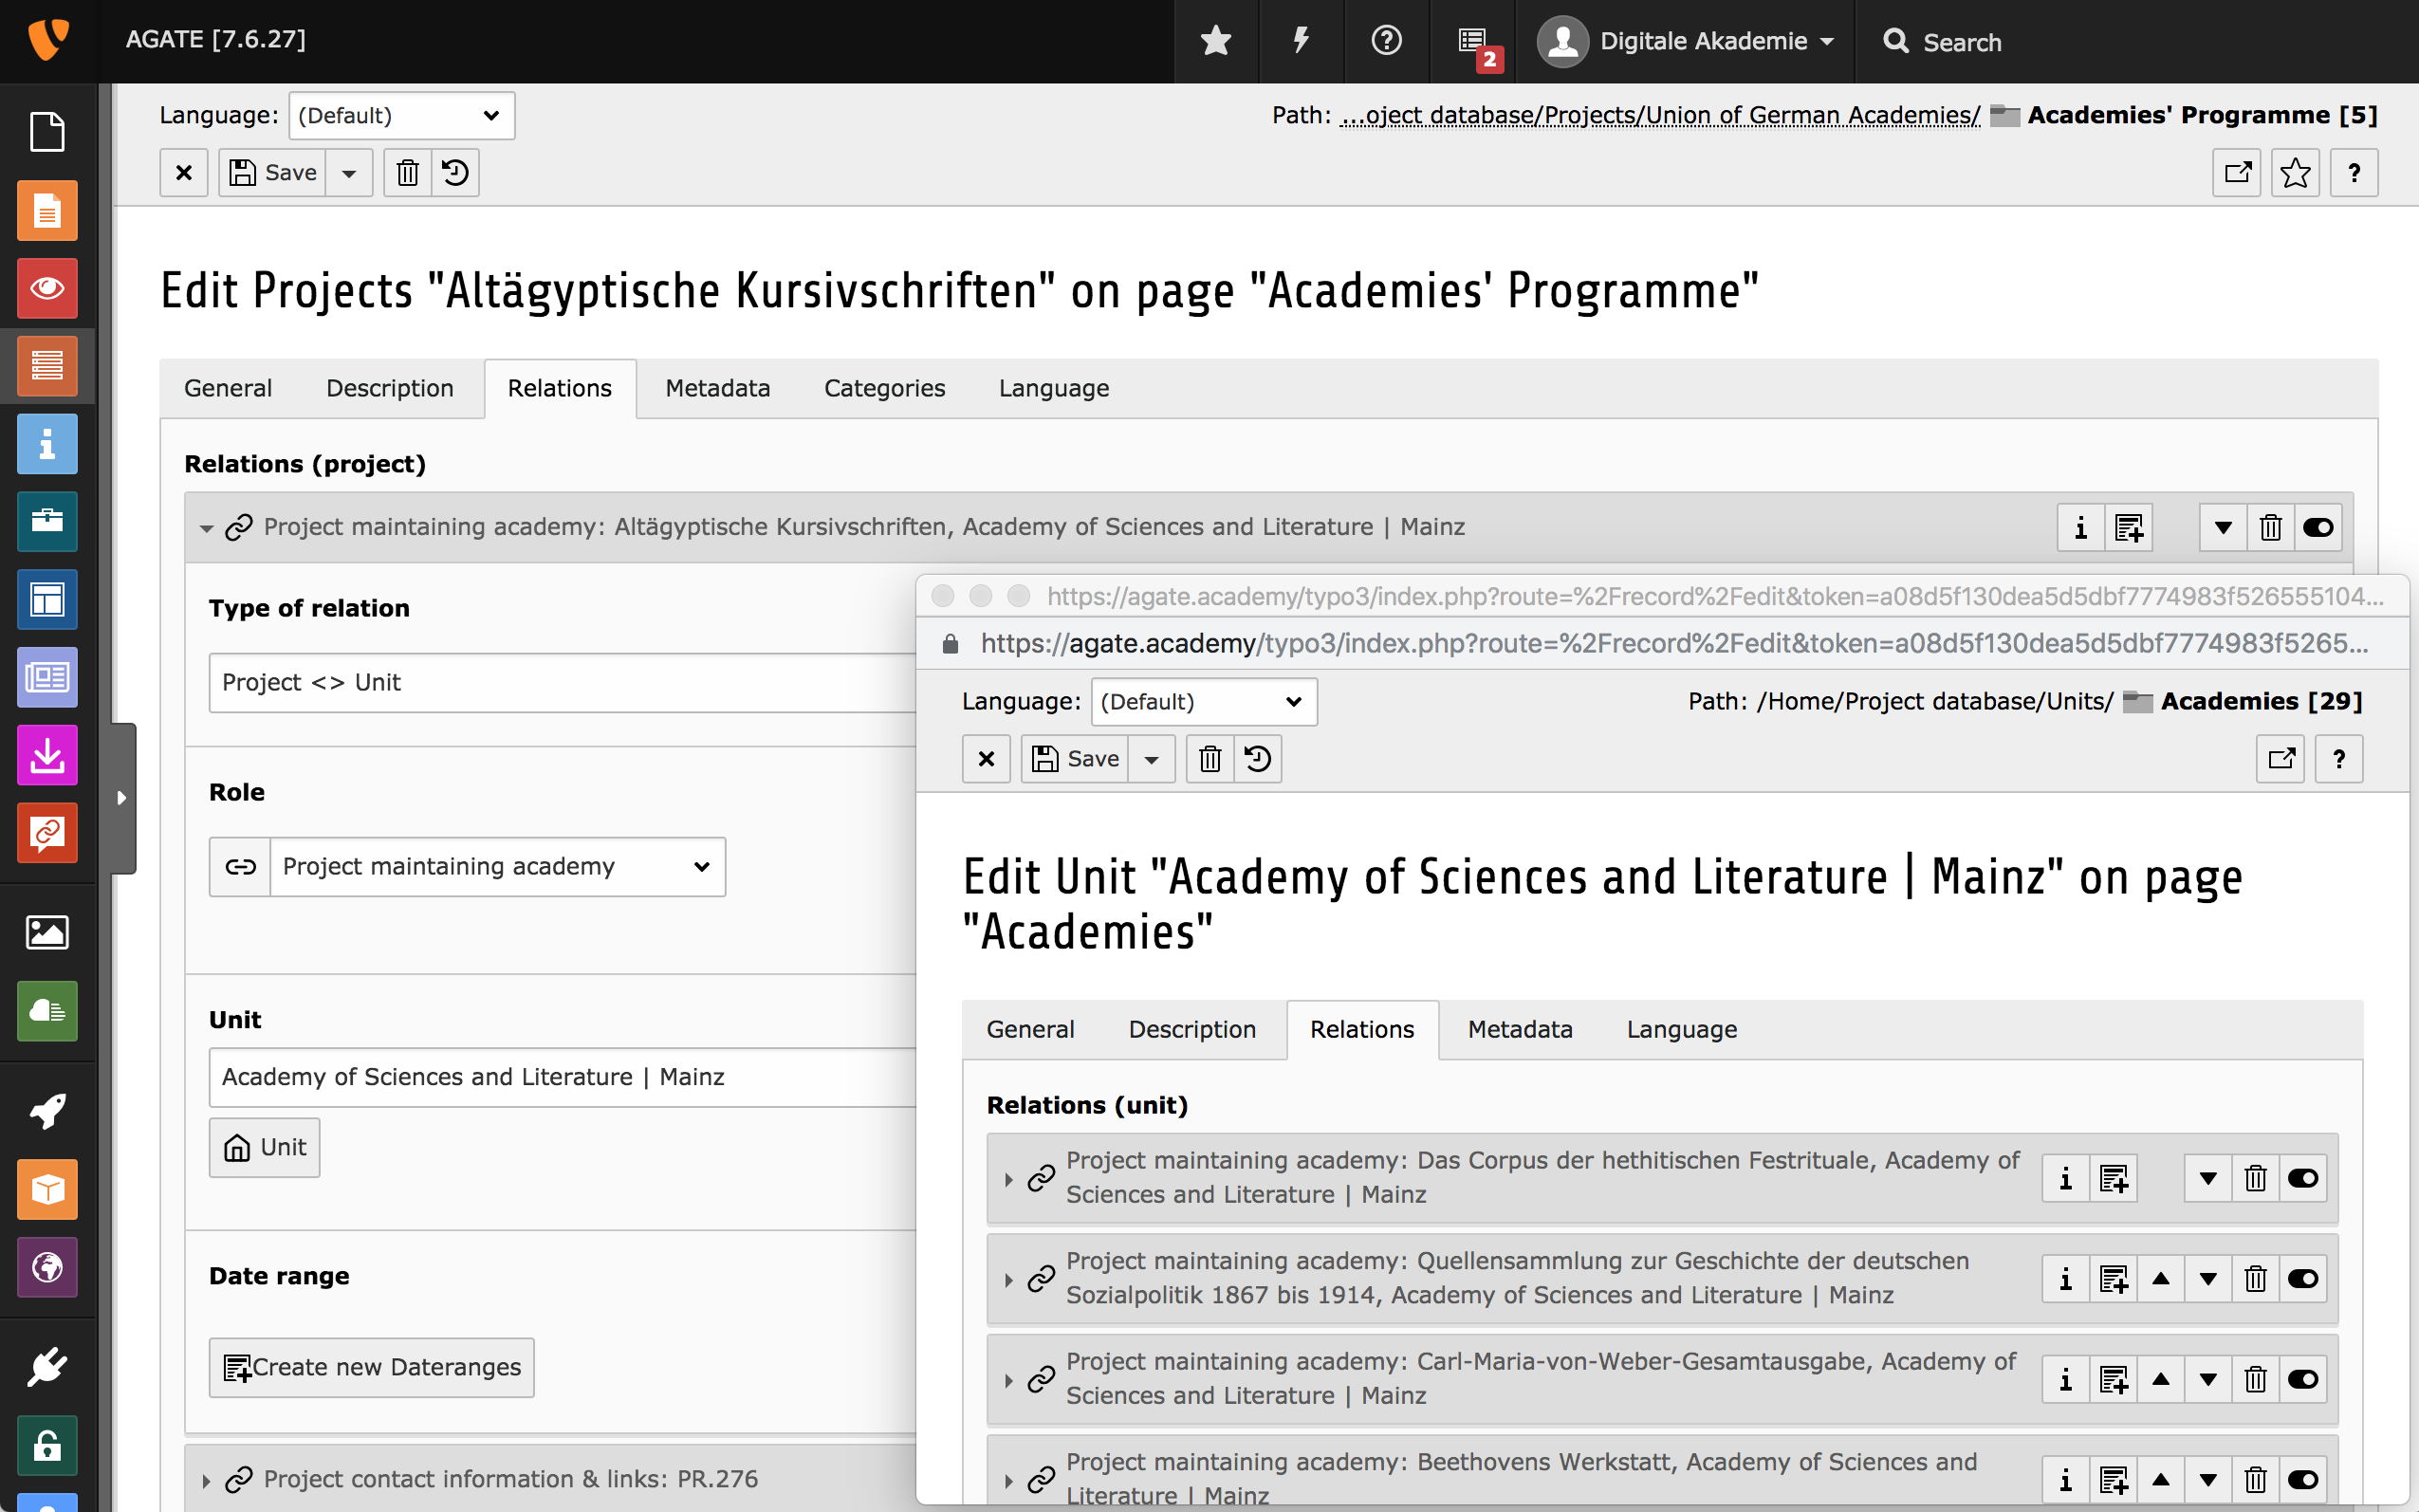 AGATE [7.6.27]
2
Digitale Akademie
Search
Language: (Default)
Path: ...oject database/Projects/Union of German Academies/ Academies' Programme [5]
Save
?
Edit Projects "Altägyptische Kursivschriften" on page "Academies' Programme"
General Description Relations Metadata Categories Language
Relations (project)
Project maintaining academy: Altägyptische Kursivschriften, Academy of Sciences and Literature | Mainz
Type of relation
Project <> Unit
Role
Project maintaining academy
Unit
Academy of Sciences and Literature | Mainz
Unit
Date range
Create new Dateranges
Project contact information & links: PR.276
https://agate.academy/typo3/index.php?route=%2Frecord%2Fedit&token=a08d5f130dea5d5dbf7774983f526555104...
https://agate.academy/typo3/index.php?route=%2Frecord%2Fedit&token=a08d5f130dea5d5dbf7774983f5265...
Language: (Default)
Path: /Home/Project database/Units/ Academies [29]
Save
?
Edit Unit "Academy of Sciences and Literature | Mainz" on page
"Academies"
General Description Relations Metadata Language
Relations (unit)
Project maintaining academy: Das Corpus der hethitischen Festrituale, Academy of
Sciences and Literature | Mainz
Project maintaining academy: Quellensammlung zur Geschichte der deutschen
Sozialpolitik 1867 bis 1914, Academy of Sciences and Literature | Mainz
Project maintaining academy: Carl-Maria-von-Weber-Gesamtausgabe, Academy of
Sciences and Literature | Mainz
Project maintaining academy: Beethovens Werkstatt, Academy of Sciences and
Literature | Mainz